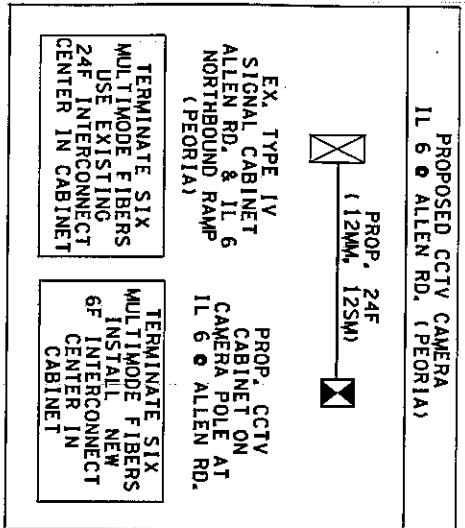 PROPOSED CCTV CAMERA
IL 6 @ ALLEN RD. (PEORIA)
PROP. 24F
(12MM, 12SM)
EX. TYPE IV
SIGNAL CABINET
ALLEN RD. & IL 6
NORTHBOUND RAMP
(PEORIA)
PROP. CCTV
CABINET ON
CAMERA POLE AT
IL 6 @ ALLEN RD.
TERMINATE SIX
MULTIMODE FIBERS
USE EXISTING
24F INTERCONNECT
CENTER IN CABINET
TERMINATE SIX
MULTIMODE FIBERS
INSTALL NEW
6F INTERCONNECT
CENTER IN
CABINET